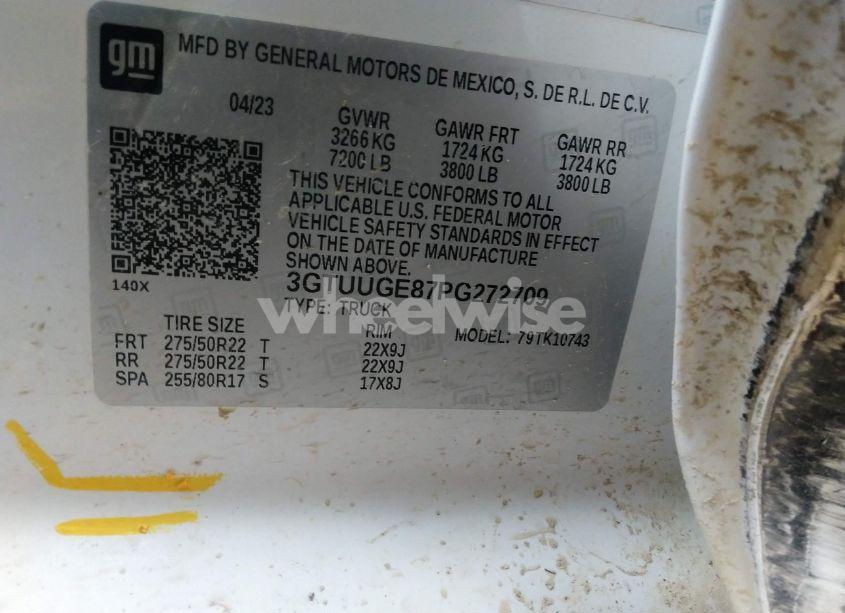 gm MFD BY GENERAL MOTORS DE MEXICO, S. DE R.L. DE C.V.
04/23 GVWR GAWR FRT GAWR RR
3266 KG 1724 KG 1724 KG
7200 LB 3800 LB 3800 LB
THIS VEHICLE CONFORMS TO ALL
APPLICABLE U.S. FEDERAL MOTOR
VEHICLE SAFETY STANDARDS IN EFFECT
ON THE DATE OF MANUFACTURE
SHOWN ABOVE.
140X
3GTUUGE87PG272709
wheelwise
TYPE: TRUCK
TIRE SIZE RIM MODEL: 79TK10743
FRT 275/50R22 T 22X9J
RR 275/50R22 T 22X9J
SPA 255/80R17 S 17X8J